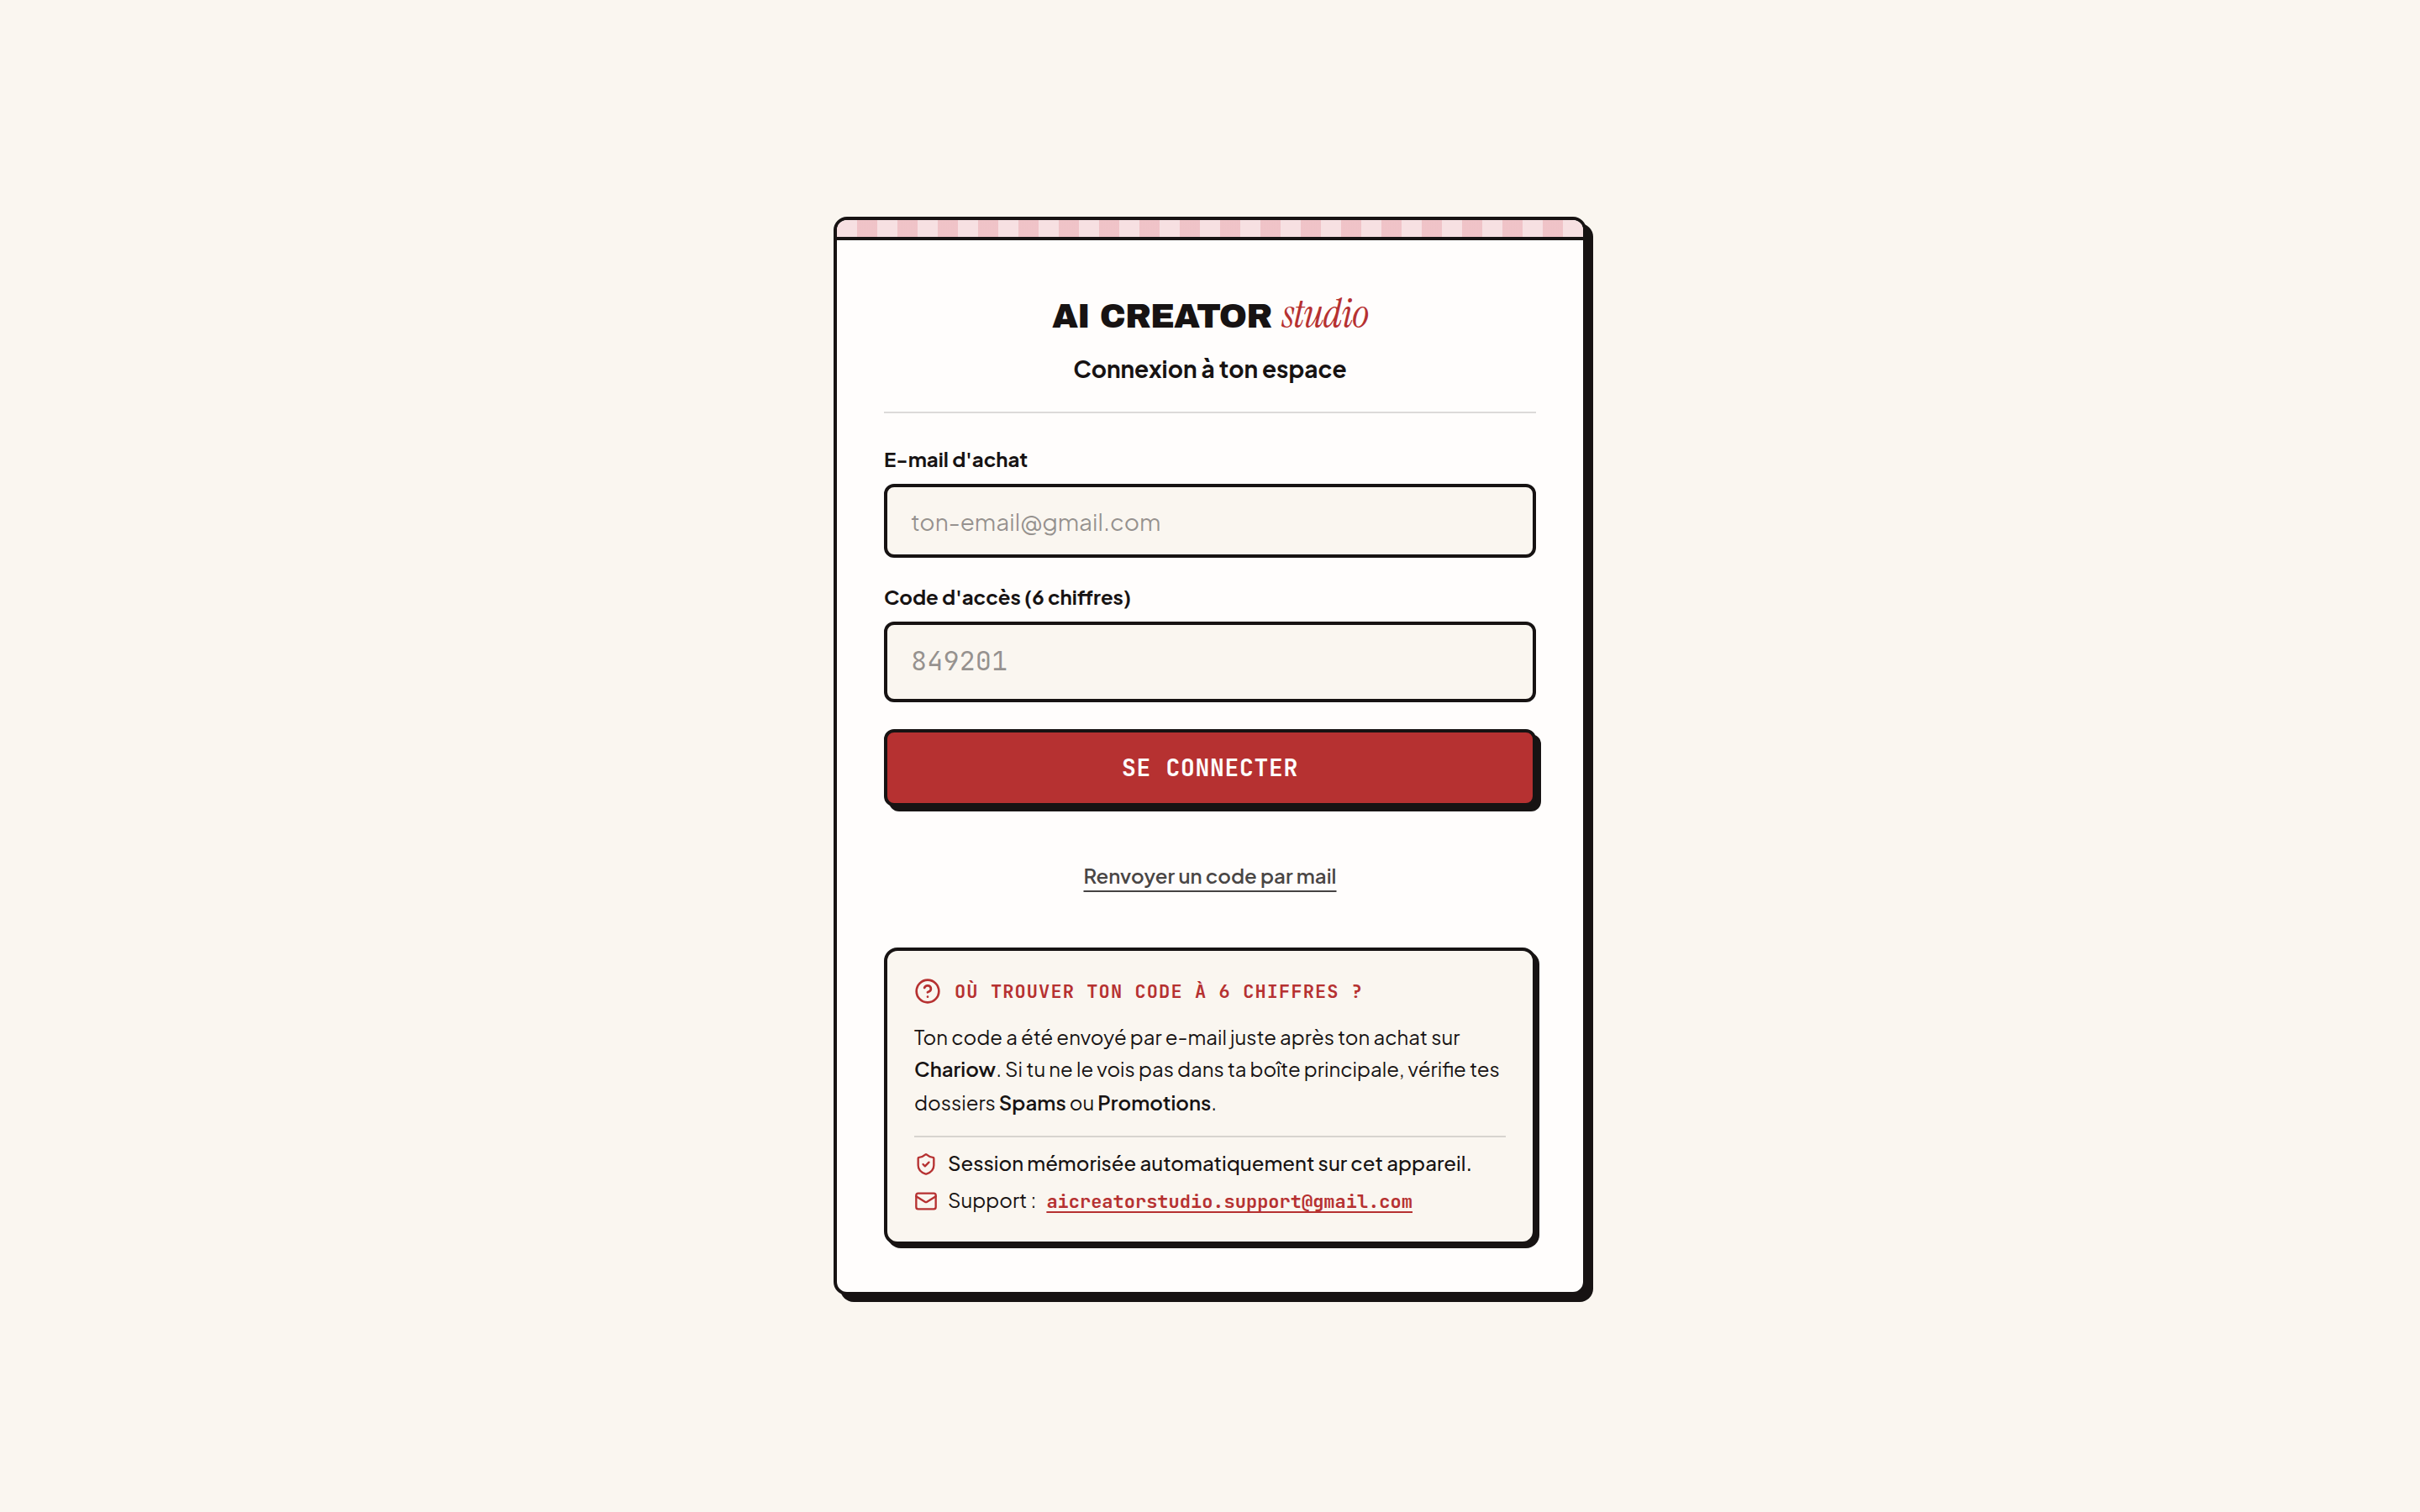 AI CREATOR studio
Connexion à ton espace
E-mail d'achat
ton-email@gmail.com
Code d'accès (6 chiffres)
849201
SE CONNECTER
Renvoyer un code par mail
OÙ TROUVER TON CODE À 6 CHIFFRES ?
Ton code a été envoyé par e-mail juste après ton achat sur
Chariow. Si tu ne le vois pas dans ta boîte principale, vérifie tes
dossiers Spams ou Promotions.
Session mémorisée automatiquement sur cet appareil.
Support : aicreatorstudio.support@gmail.com